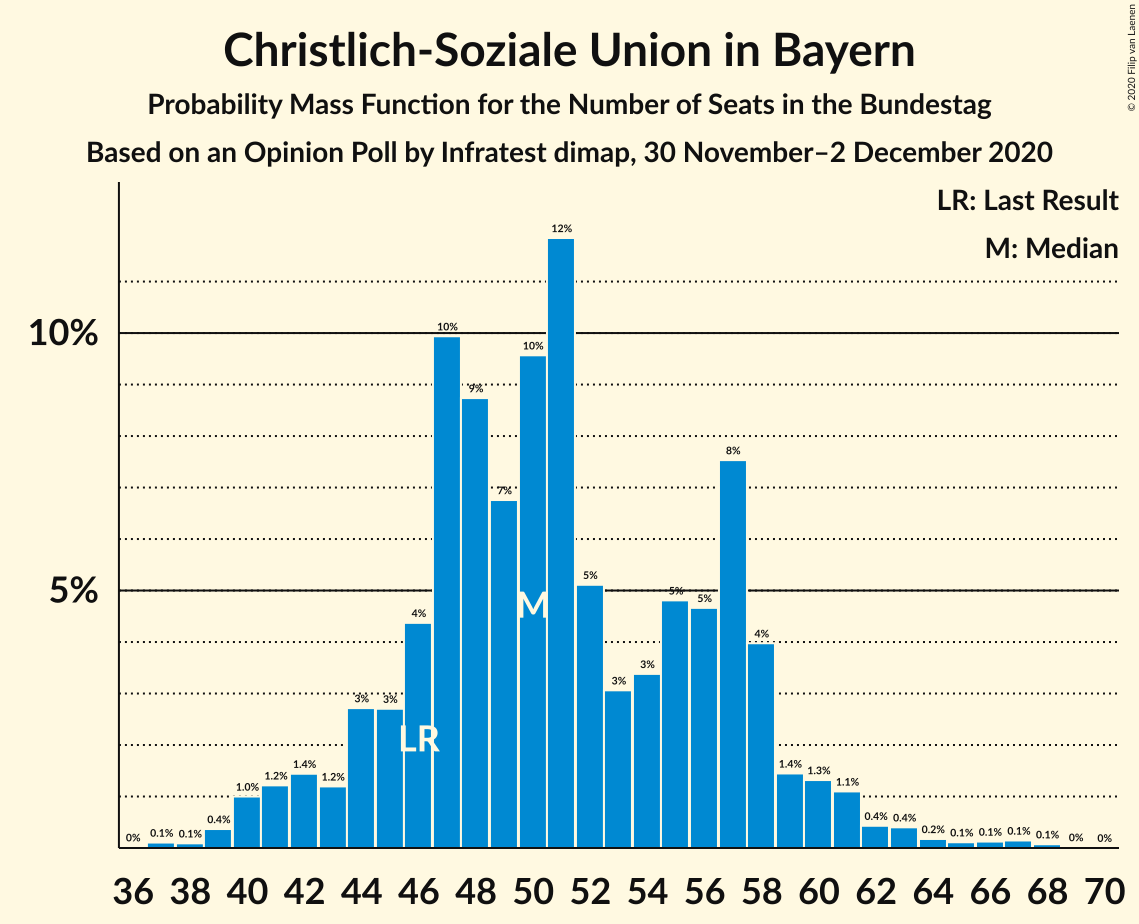 © 2020 Filip van Laenen
Christlich-Soziale Union in Bayern
Probability Mass Function for the Number of Seats in the Bundestag
Based on an Opinion Poll by Infratest dimap, 30 November–2 December 2020
LR: Last Result
M: Median
10%
5%
0% 0.1% 0.1% 0.4% 1.0% 1.2% 1.4% 1.2% 3% 3% 4% 10% 9% 7% 10% 12% 5% 3% 3% 5% 5% 8% 4% 1.4% 1.3% 1.1% 0.4% 0.4% 0.2% 0.1% 0.1% 0.1% 0.1% 0% 0%
M
LR
36 38 40 42 44 46 48 50 52 54 56 58 60 62 64 66 68 70